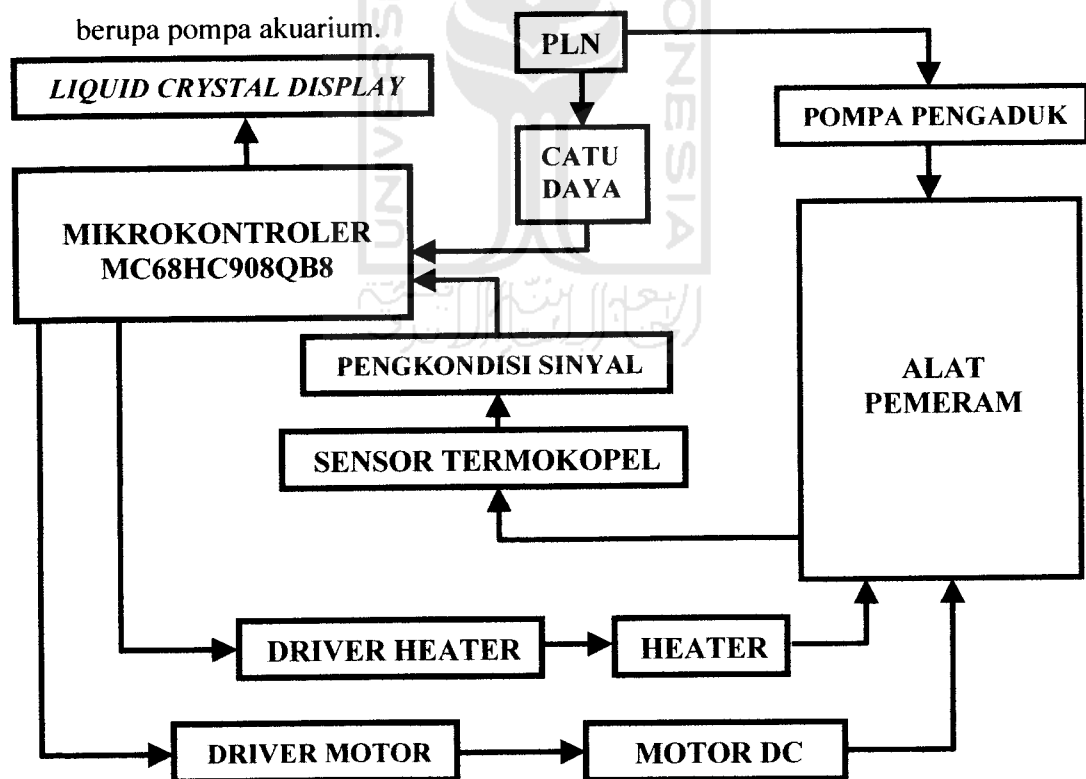 berupa pompa akuarium.
PLN
LIQUID CRYSTAL DISPLAY
POMPA PENGADUK
CATU
DAYA
MIKROKONTROLER
MC68HC908QB8
PENGKONDISI SINYAL
ALAT
PEMERAM
SENSOR TERMOKOPEL
DRIVER HEATER
HEATER
DRIVER MOTOR
MOTOR DC